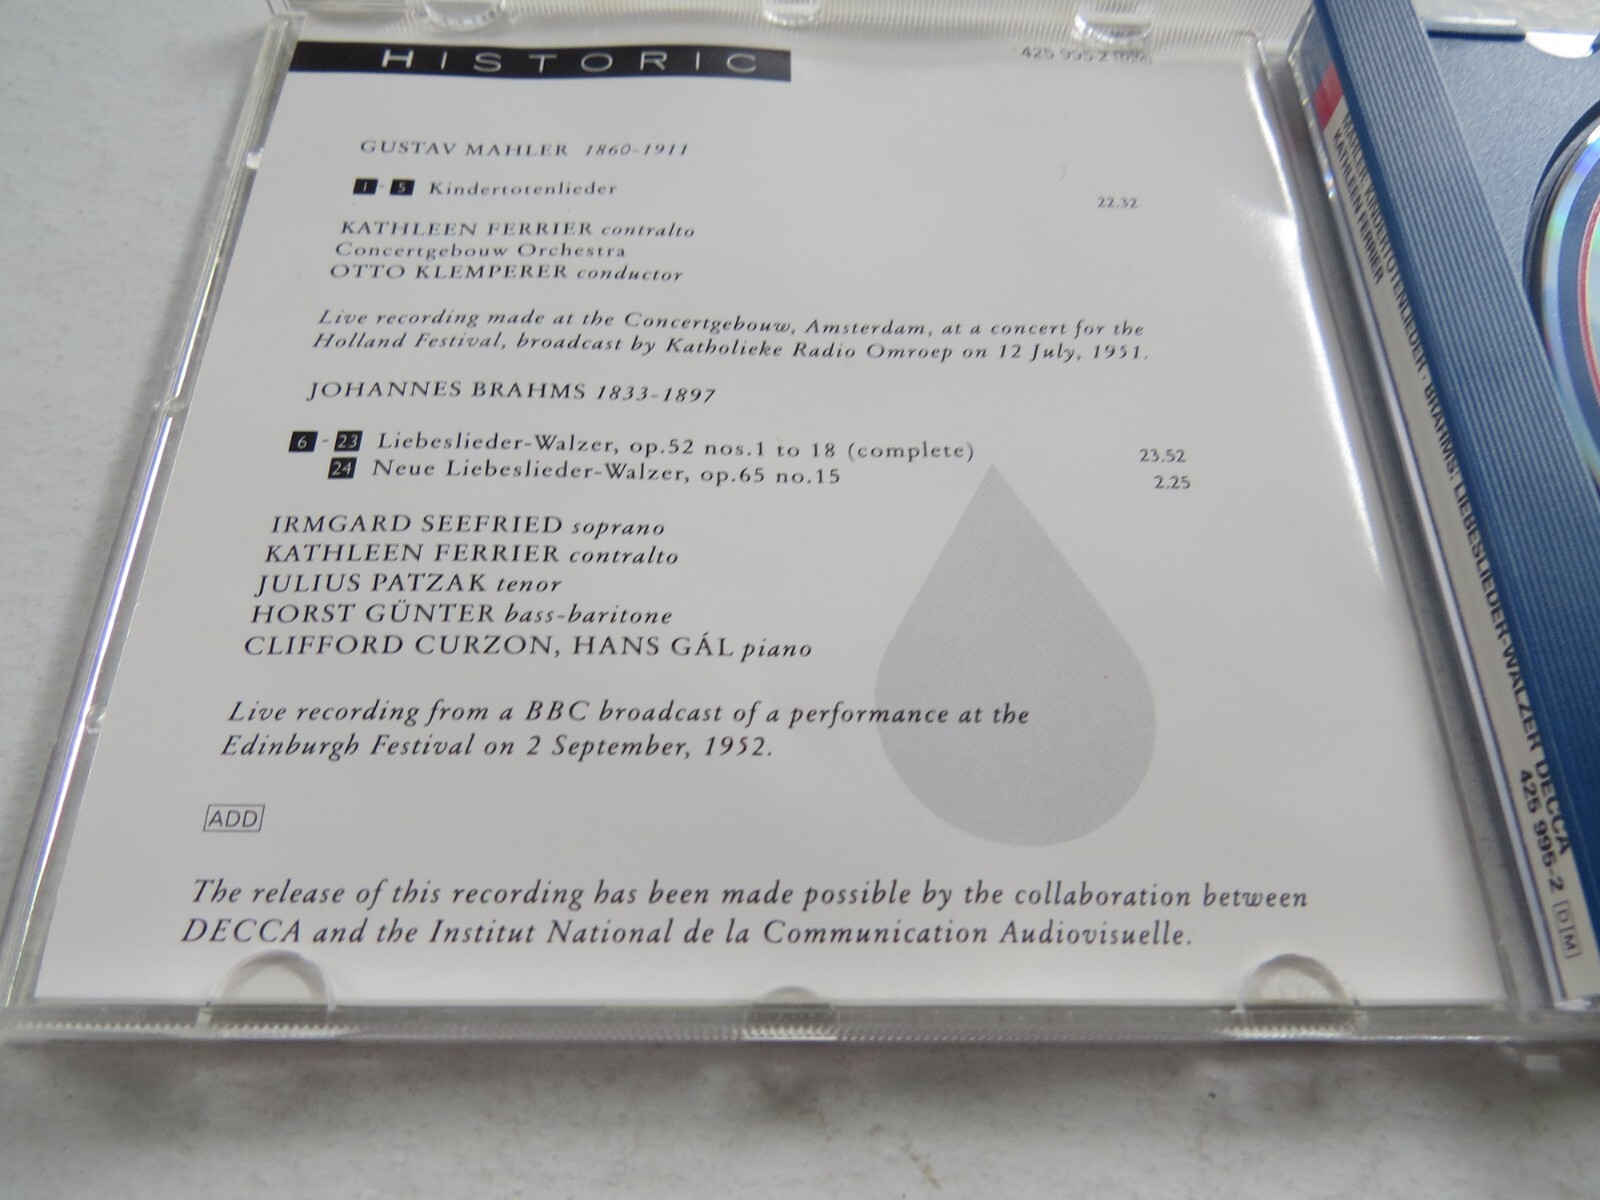 HISTORIC
425 995-2
GUSTAV MAHLER 1860-1911
1 - 5 Kindertotenlieder
22.32
KATHLEEN FERRIER contralto
Concertgebouw Orchestra
OTTO KLEMPERER conductor
Live recording made at the Concertgebouw, Amsterdam, at a concert for the
Holland Festival, broadcast by Katholieke Radio Omroep on 12 July, 1951.
JOHANNES BRAHMS 1833-1897
6 - 23 Liebeslieder-Walzer, op.52 nos.1 to 18 (complete) 23.52
24 Neue Liebeslieder-Walzer, op.65 no.15 2.25
IRMGARD SEEFRIED soprano
KATHLEEN FERRIER contralto
JULIUS PATZAK tenor
HORST GÜNTER bass-baritone
CLIFFORD CURZON, HANS GÁL piano
Live recording from a BBC broadcast of a performance at the
Edinburgh Festival on 2 September, 1952.
ADD
The release of this recording has been made possible by the collaboration between
DECCA and the Institut National de la Communication Audiovisuelle.
MAHLER: KINDERTOTENLIEDER · BRAHMS: LIEBESLIEDER-WALZER DECCA
KATHLEEN FERRIER 425 995-2 DM